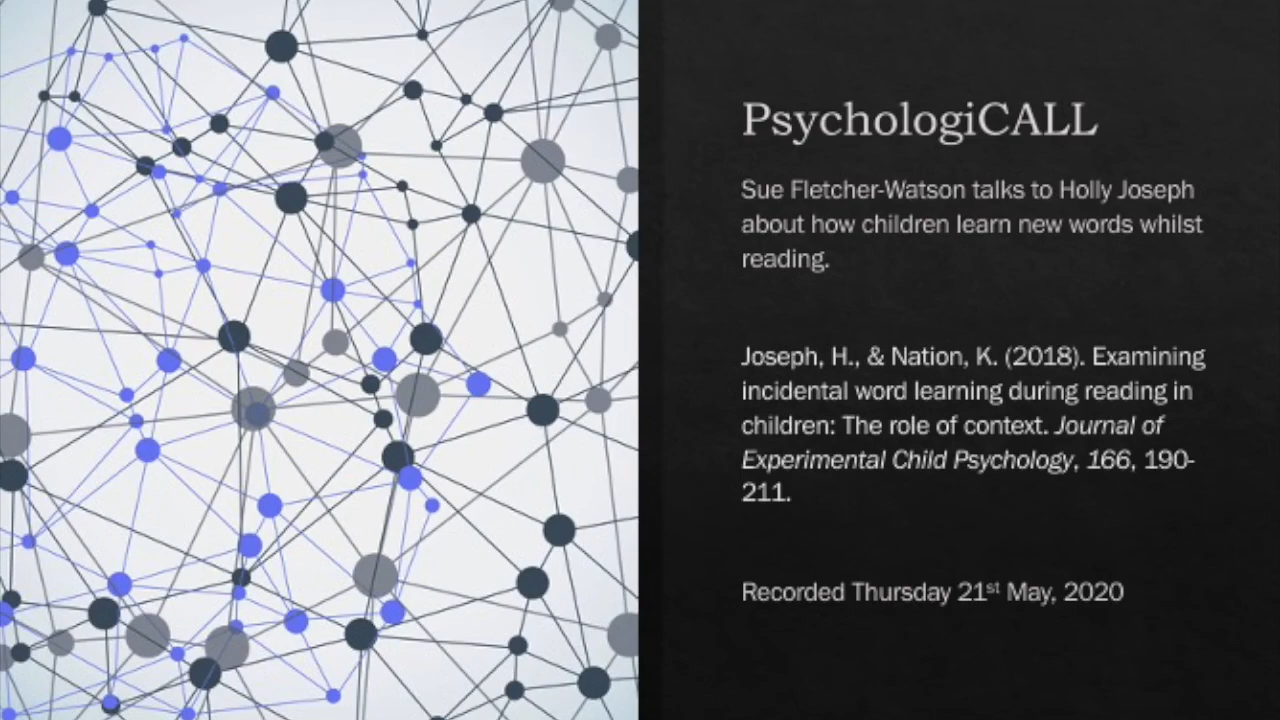 PsychologiCALL
Sue Fletcher-Watson talks to Holly Joseph
about how children learn new words whilst
reading.
Joseph, H., & Nation, K. (2018). Examining
incidental word learning during reading in
children: The role of context. Journal of
Experimental Child Psychology, 166, 190-
211.
Recorded Thursday 21st May, 2020